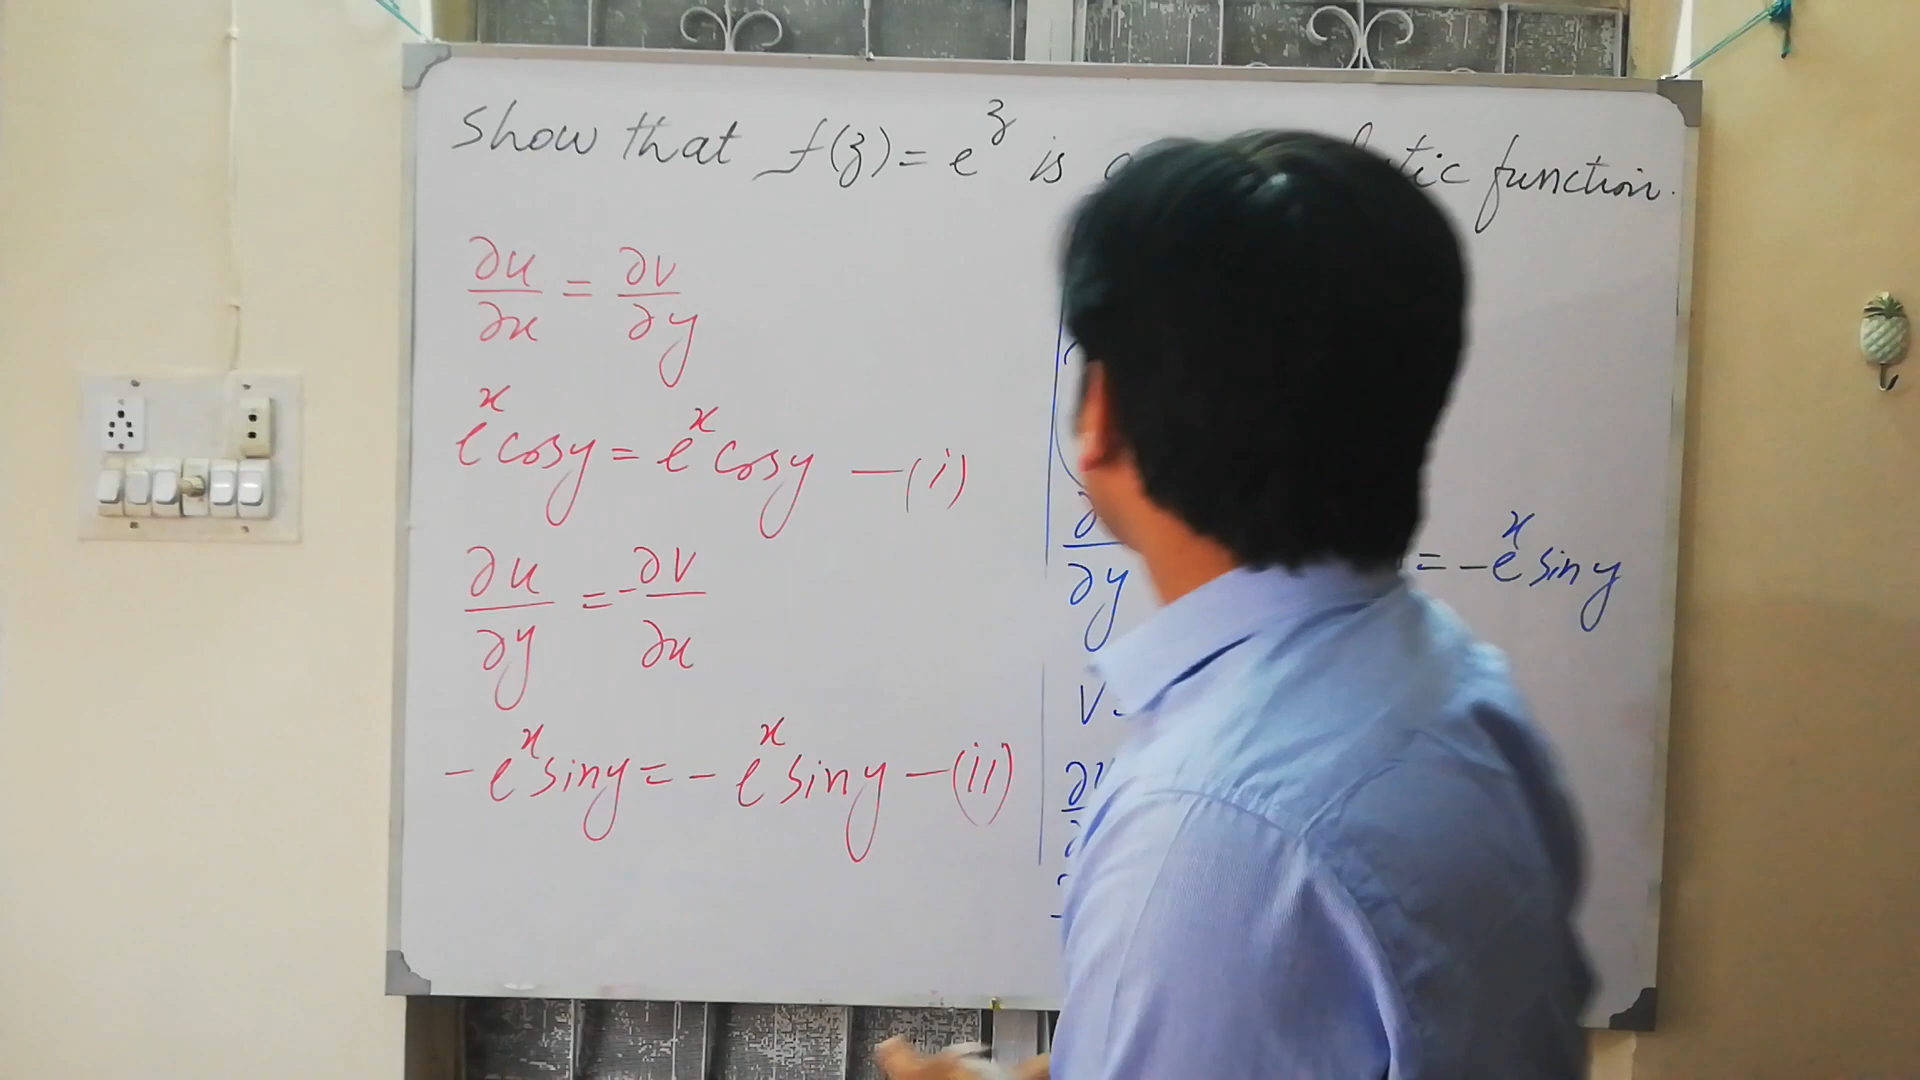 Show that f(z) = e^z is function.
∂u/∂x = ∂v/∂y
e^x cosy = e^x cosy — (i)
∂u/∂y = -∂v/∂x
- e^x siny = - e^x siny — (ii)
∂y = - e^x siny
V